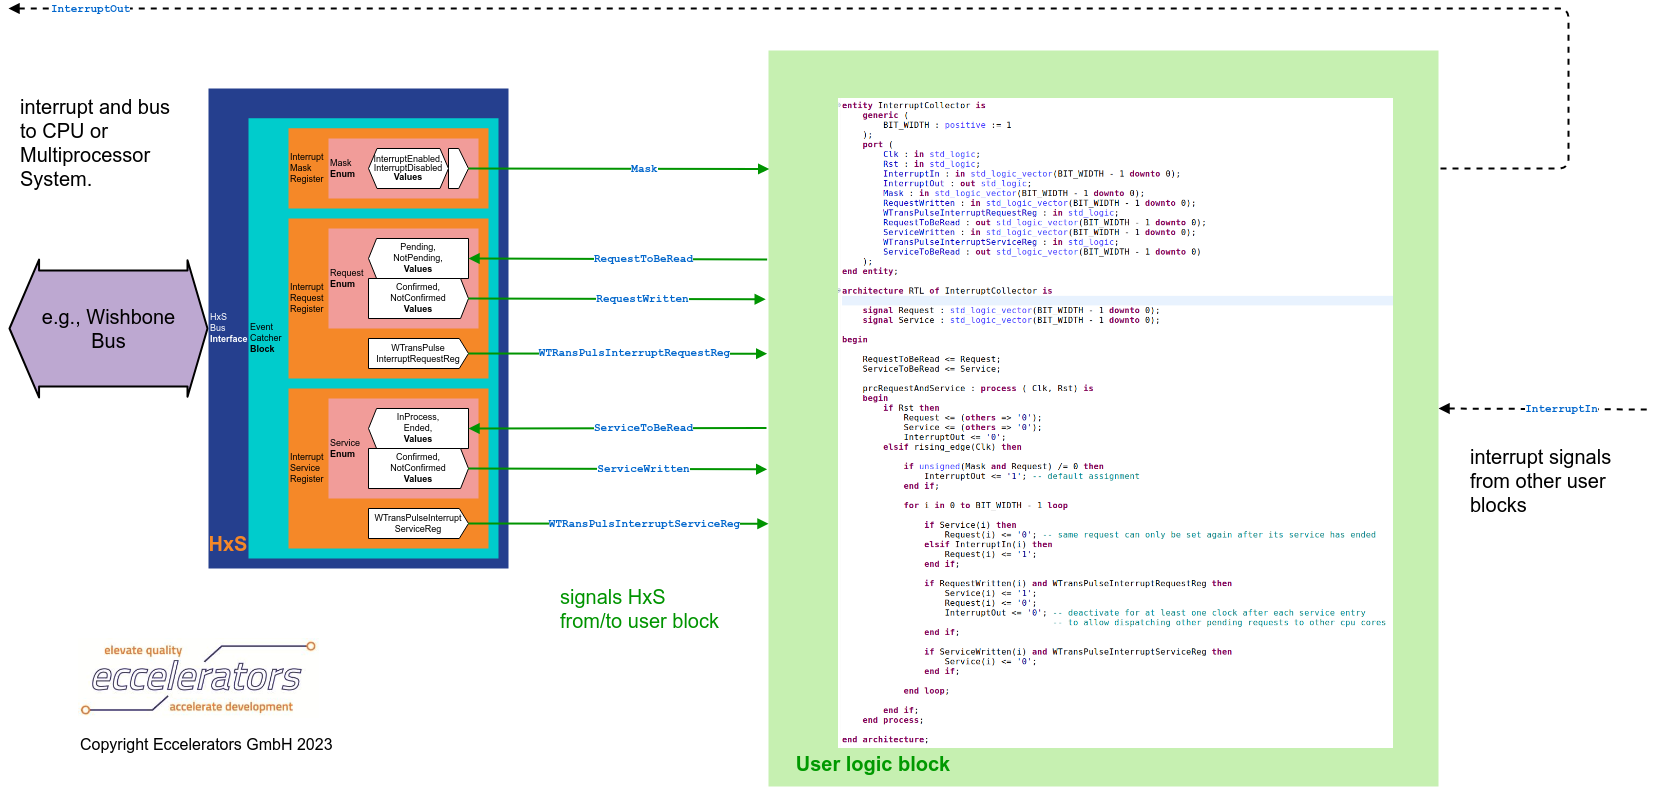 InterruptOut
interrupt and bus
to CPU or
Multiprocessor
System.
e.g., Wishbone
Bus
HxS
Bus
Interface
HxS
Event
Catcher
Block
Interrupt
Mask
Register
Mask
Enum
InterruptEnabled,
InterruptDisabled
Values
Interrupt
Request
Register
Request
Enum
Pending,
NotPending,
Values
Confirmed,
NotConfirmed
Values
WTransPulse
InterruptRequestReg
Interrupt
Service
Register
Service
Enum
InProcess,
Ended,
Values
Confirmed,
NotConfirmed
Values
WTransPulseInterrupt
ServiceReg
Mask
RequestToBeRead
RequestWritten
WTRansPulsInterruptRequestReg
ServiceToBeRead
ServiceWritten
WTRansPulsInterruptServiceReg
signals HxS
from/to user block
entity InterruptCollector is
generic (
BIT_WIDTH : positive := 1
);
port (
Clk : in std_logic;
Rst : in std_logic;
InterruptIn : in std_logic_vector(BIT_WIDTH - 1 downto 0);
InterruptOut : out std_logic;
Mask : in std_logic_vector(BIT_WIDTH - 1 downto 0);
RequestWritten : in std_logic_vector(BIT_WIDTH - 1 downto 0);
WTransPulseInterruptRequestReg : in std_logic;
RequestToBeRead : out std_logic_vector(BIT_WIDTH - 1 downto 0);
ServiceWritten : in std_logic_vector(BIT_WIDTH - 1 downto 0);
WTransPulseInterruptServiceReg : in std_logic;
ServiceToBeRead : out std_logic_vector(BIT_WIDTH - 1 downto 0)
);
end entity;
architecture RTL of InterruptCollector is
signal Request : std_logic_vector(BIT_WIDTH - 1 downto 0);
signal Service : std_logic_vector(BIT_WIDTH - 1 downto 0);
begin
RequestToBeRead <= Request;
ServiceToBeRead <= Service;
prcRequestAndService : process ( Clk, Rst) is
begin
if Rst then
Request <= (others => '0');
Service <= (others => '0');
InterruptOut <= '0';
elsif rising_edge(Clk) then
if unsigned(Mask and Request) /= 0 then
InterruptOut <= '1'; -- default assignment
end if;
for i in 0 to BIT_WIDTH - 1 loop
if Service(i) then
Request(i) <= '0'; -- same request can only be set again after its service has ended
elsif InterruptIn(i) then
Request(i) <= '1';
end if;
if RequestWritten(i) and WTransPulseInterruptRequestReg then
Service(i) <= '1';
Request(i) <= '0';
InterruptOut <= '0'; -- deactivate for at least one clock after each service entry
-- to allow dispatching other pending requests to other cpu cores
end if;
if ServiceWritten(i) and WTransPulseInterruptServiceReg then
Service(i) <= '0';
end if;
end loop;
end if;
end process;
end architecture;
User logic block
InterruptIn
interrupt signals
from other user
blocks
elevate quality
eccelerators
accelerate development
Copyright Eccelerators GmbH 2023